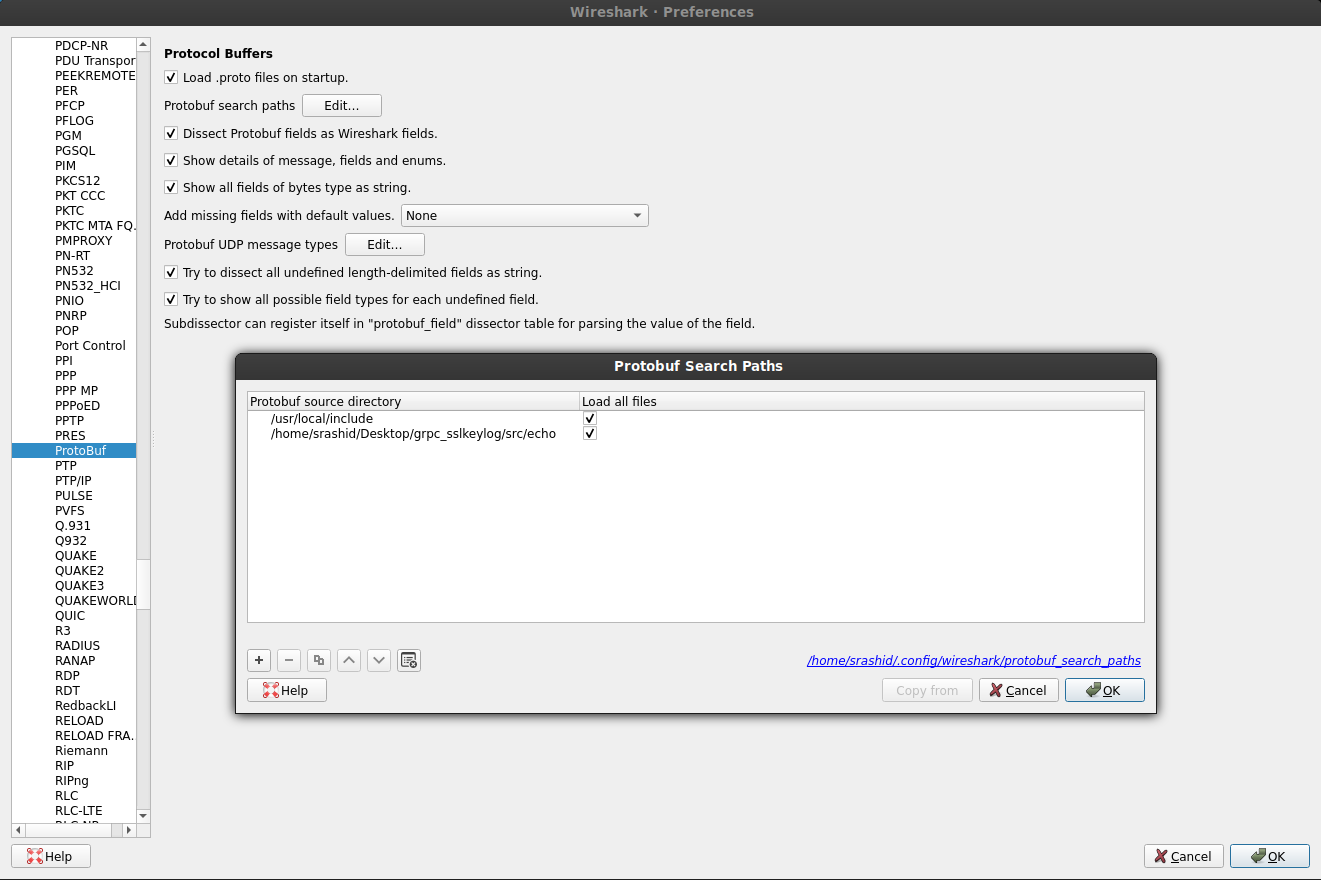 Wireshark · Preferences
PDCP-NR
PDU Transpor
PEEKREMOTE
PER
PFCP
PFLOG
PGM
PGSQL
PIM
PKCS12
PKT CCC
PKTC
PKTC MTA FQ.
PMPROXY
PN-RT
PN532
PN532_HCI
PNIO
PNRP
POP
Port Control
PPI
PPP
PPP MP
PPPoED
PPTP
PRES
ProtoBuf
PTP
PTP/IP
PULSE
PVFS
Q.931
Q932
QUAKE
QUAKE2
QUAKE3
QUAKEWORLD
QUIC
R3
RADIUS
RANAP
RDP
RDT
RedbackLI
RELOAD
RELOAD FRA.
Riemann
RIP
RIPng
RLC
RLC-LTE
RLC-NR
Protocol Buffers
Load .proto files on startup.
Protobuf search paths Edit...
Dissect Protobuf fields as Wireshark fields.
Show details of message, fields and enums.
Show all fields of bytes type as string.
Add missing fields with default values. None
Protobuf UDP message types Edit...
Try to dissect all undefined length-delimited fields as string.
Try to show all possible field types for each undefined field.
Subdissector can register itself in "protobuf_field" dissector table for parsing the value of the field.
Protobuf Search Paths
Protobuf source directory Load all files
/usr/local/include
/home/srashid/Desktop/grpc_sslkeylog/src/echo
/home/srashid/.config/wireshark/protobuf_search_paths
Help Copy from Cancel OK
Help Cancel OK